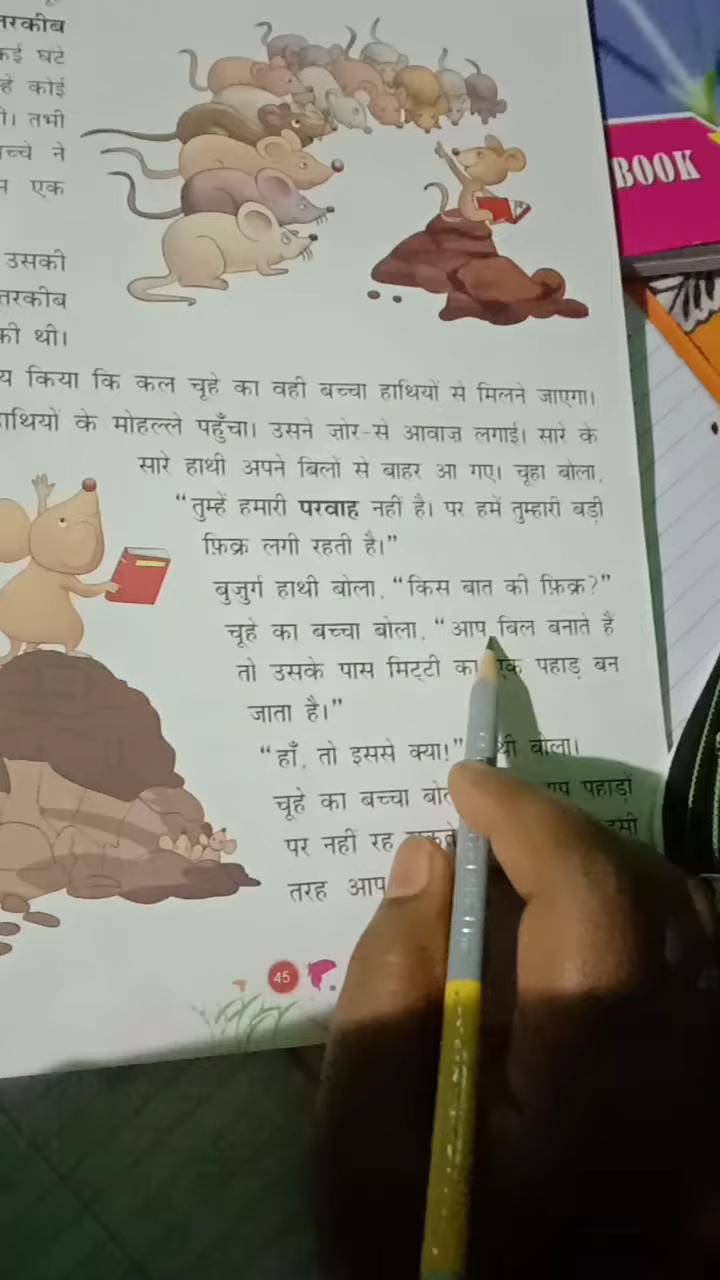 तरकीब
कई घंटे
कोई
तभी
बच्चे ने
एक
उसकी
तरकीब
की थी।
किया कि कल चूहे का वही बच्चा हाथियों से मिलने जाएगा।
हाथियों के मोहल्ले पहुँचा। उसने ज़ोर-से आवाज़ लगाई। सारे के
सारे हाथी अपने बिलों से बाहर आ गए। चूहा बोला,
“तुम्हें हमारी परवाह नहीं है। पर हमें तुम्हारी बड़ी
फ़िक्र लगी रहती है।”
बुज़ुर्ग हाथी बोला, “किस बात की फ़िक्र?”
चूहे का बच्चा बोला, “आप बिल बनाते हैं
तो उसके पास मिट्टी का एक पहाड़ बन
जाता है।”
“हाँ, तो इससे क्या!” बोला।
चूहे का बच्चा पहाड़ों
पर नहीं रह
तरह आप
45
BOOK